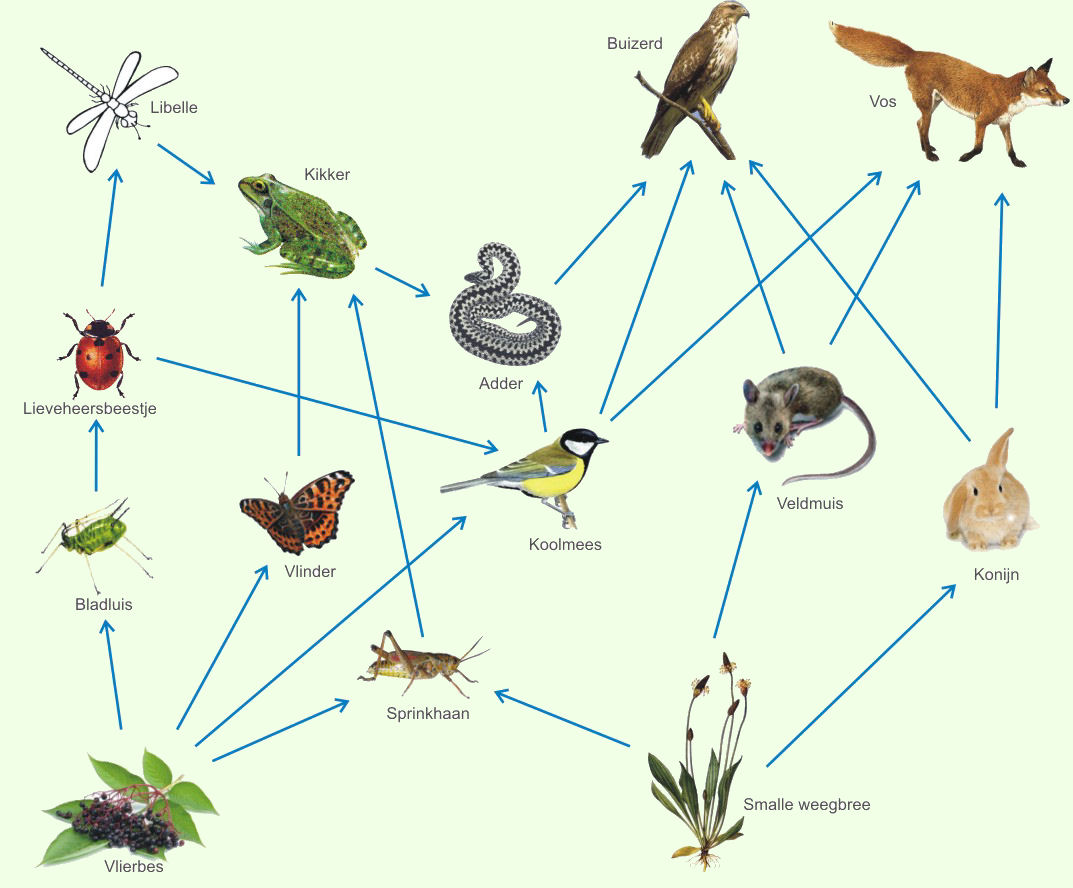 Buizerd
Vos
Libelle
Kikker
Adder
Lieveheersbeestje
Veldmuis
Koolmees
Vlinder
Konijn
Bladluis
Sprinkhaan
Smalle weegbree
Vlierbes